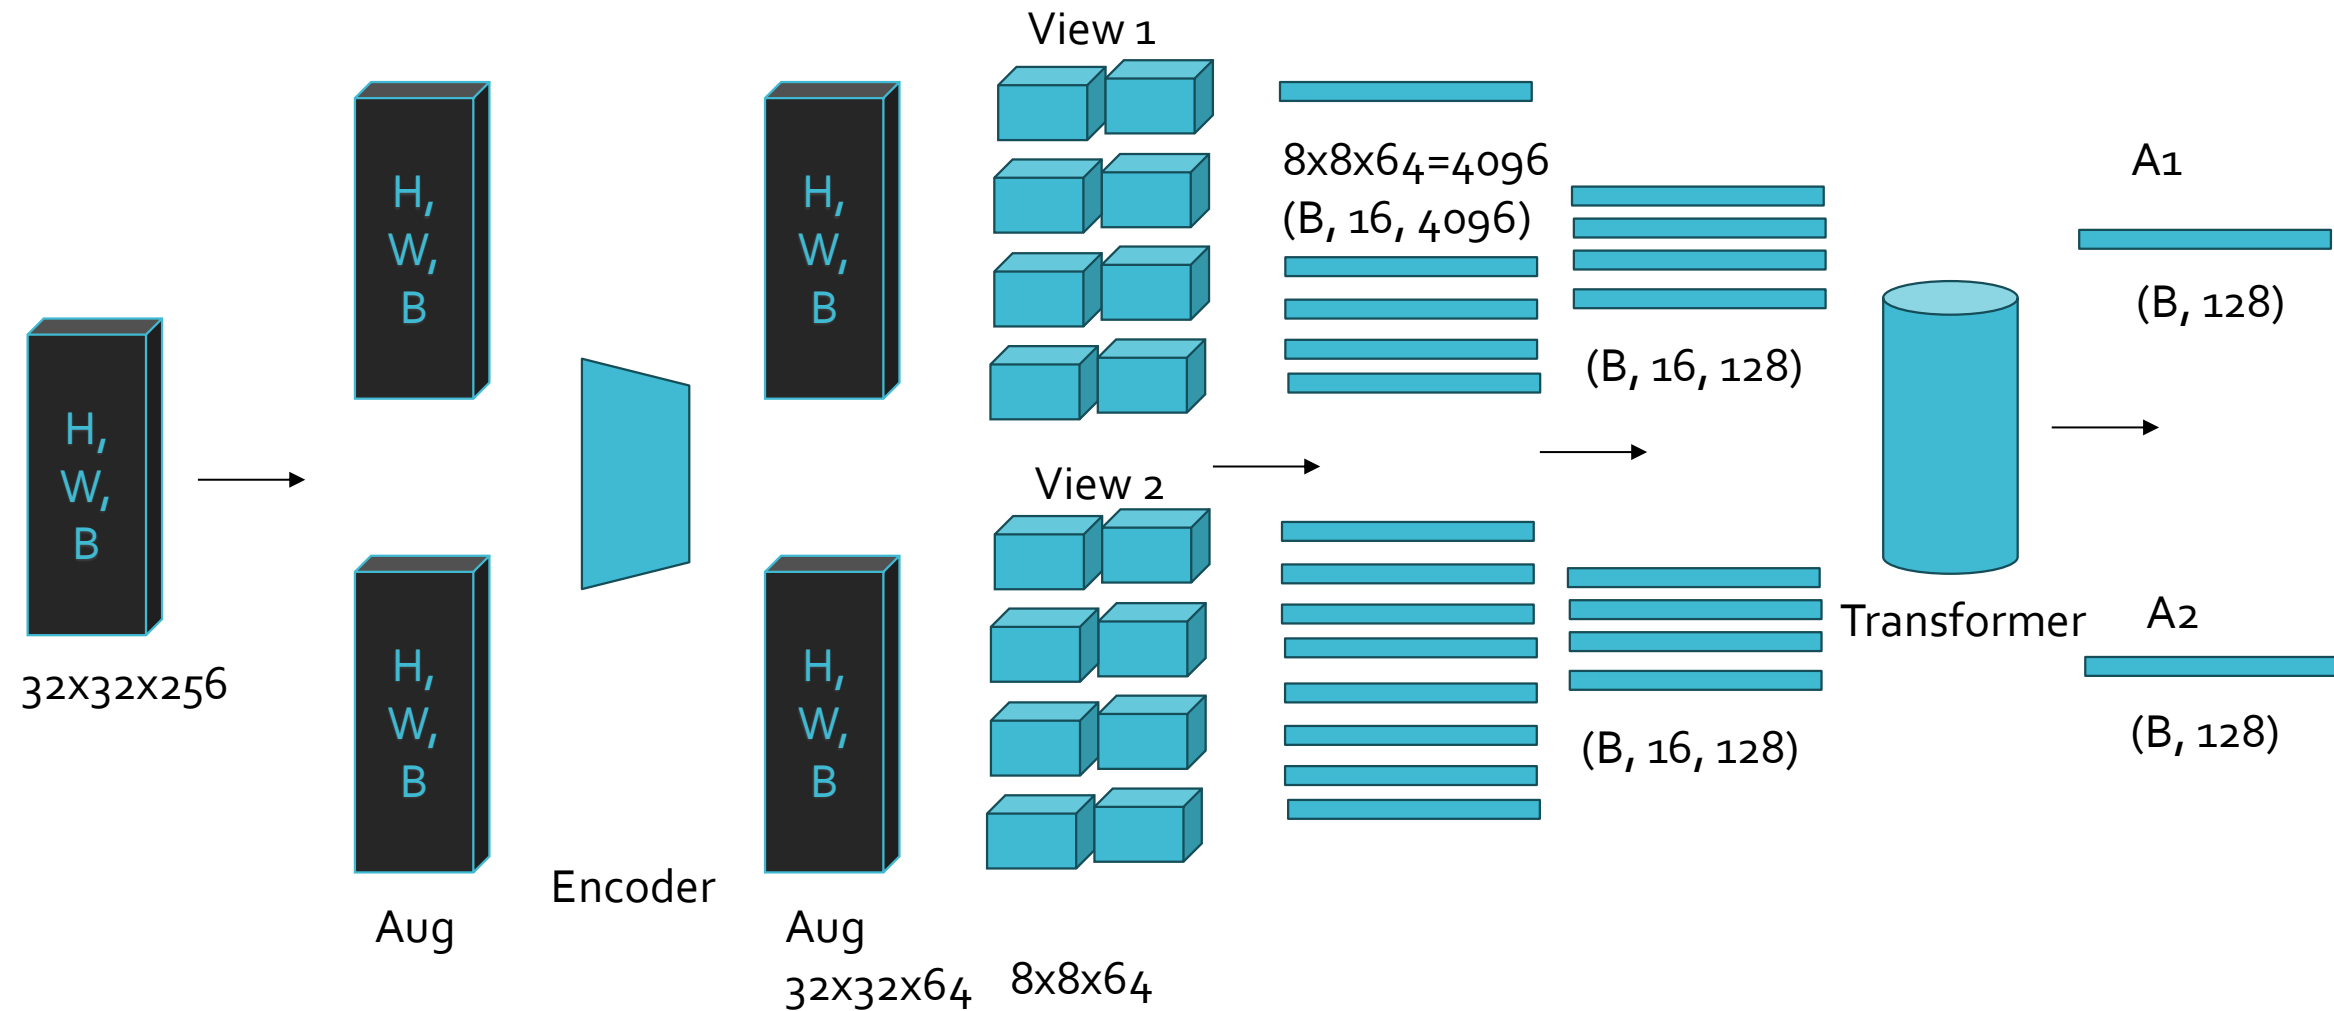 H,
W,
B
32x32x256
H,
W,
B
H,
W,
B
Aug
Encoder
H,
W,
B
H,
W,
B
Aug
32x32x64
View 1
View 2
8x8x64
8x8x64=4096
(B, 16, 4096)
(B, 16, 128)
(B, 16, 128)
Transformer
A1
(B, 128)
A2
(B, 128)